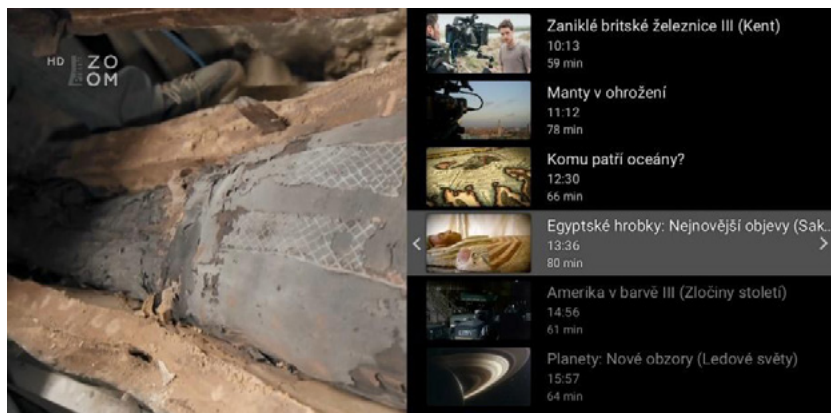 HD
ZO
OM
Zaniklé britské železnice III (Kent)
10:13
59 min
Manty v ohrožení
11:12
78 min
Komu patří oceány?
12:30
66 min
Egyptské hrobky: Nejnovější objevy (Sak..
13:36
80 min
Amerika v barvě III (Zločiny století)
14:56
61 min
Planety: Nové obzory (Ledové světy)
15:57
64 min